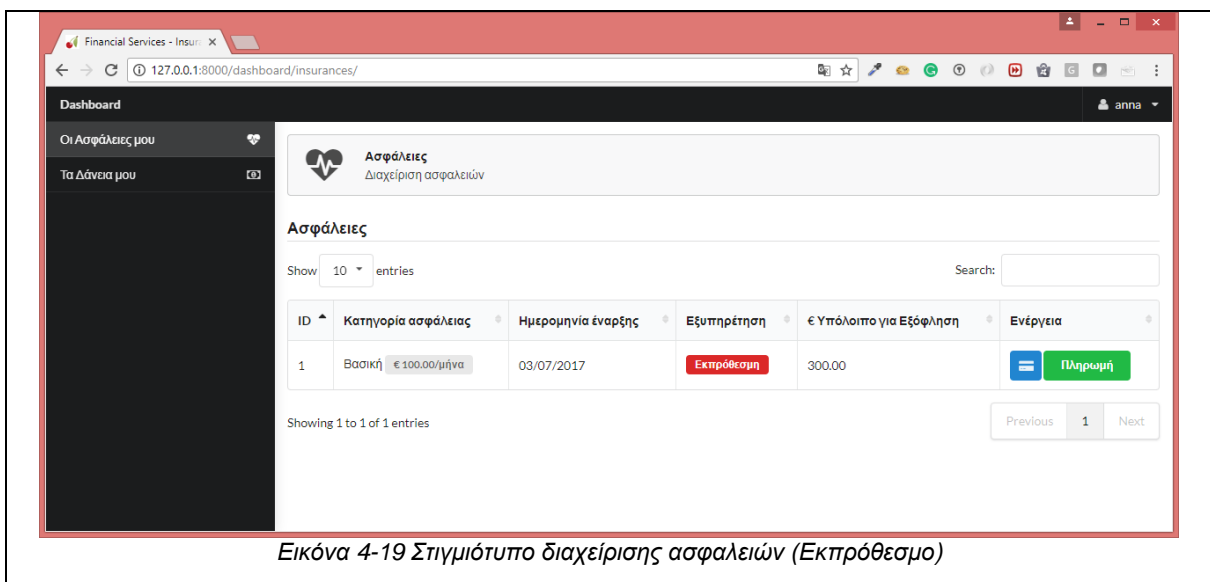 Financial Services - Insur
127.0.0.1:8000/dashboard/insurances/
Dashboard
anna
Οι Ασφάλειες μου
Τα Δάνεια μου
Ασφάλειες
Διαχείριση ασφαλειών
Ασφάλειες
Show 10 entries
Search:
ID Κατηγορία ασφάλειας Ημερομηνία έναρξης Εξυπηρέτηση € Υπόλοιπο για Εξόφληση Ενέργεια
1 Βασική € 100.00/μήνα 03/07/2017 Εκπρόθεσμη 300.00 Πληρωμή
Showing 1 to 1 of 1 entries
Previous 1 Next
Εικόνα 4-19 Στιγμιότυπο διαχείρισης ασφαλειών (Εκπρόθεσμο)